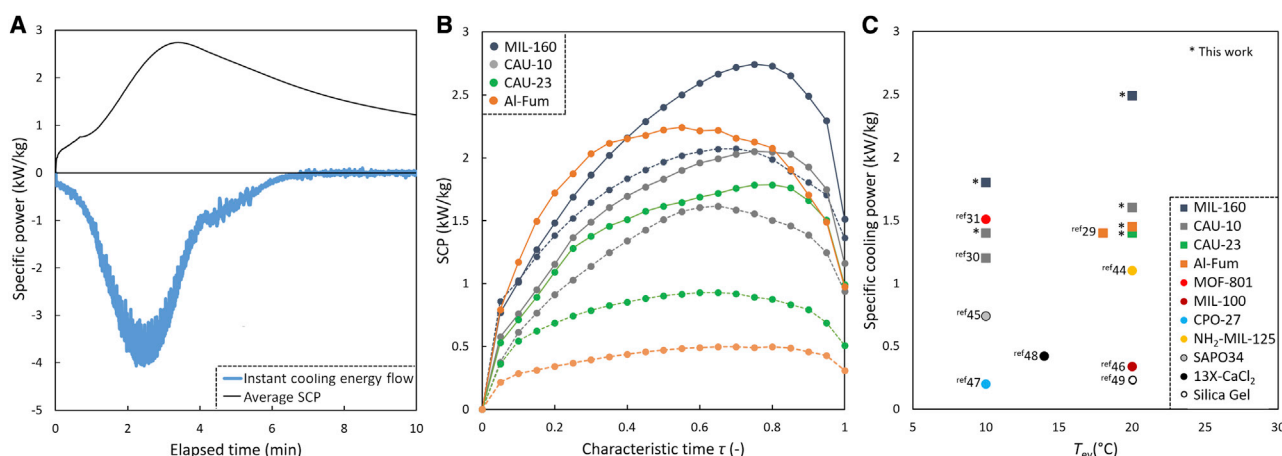 A
Specific power (kW/kg)
3
2
1
0
-1
-2
-3
-4
-5
0
2
4
6
8
10
Elapsed time (min)
Instant cooling energy flow
Average SCP
B
SCP (kW/kg)
3
2.5
2
1.5
1
0.5
0
0
0.2
0.4
0.6
0.8
1
Characteristic time τ (-)
MIL-160
CAU-10
CAU-23
Al-Fum
C
Specific cooling power (kW/kg)
3
2.5
2
1.5
1
0.5
0
5
10
15
20
25
30
Tev(°C)
* This work
*
*
ref31
*
ref30
ref45
ref47
ref48
ref29
*
*
*
*
ref44
ref46
ref49
MIL-160
CAU-10
CAU-23
Al-Fum
MOF-801
MIL-100
CPO-27
NH2-MIL-125
SAPO34
13X-CaCl2
Silica Gel